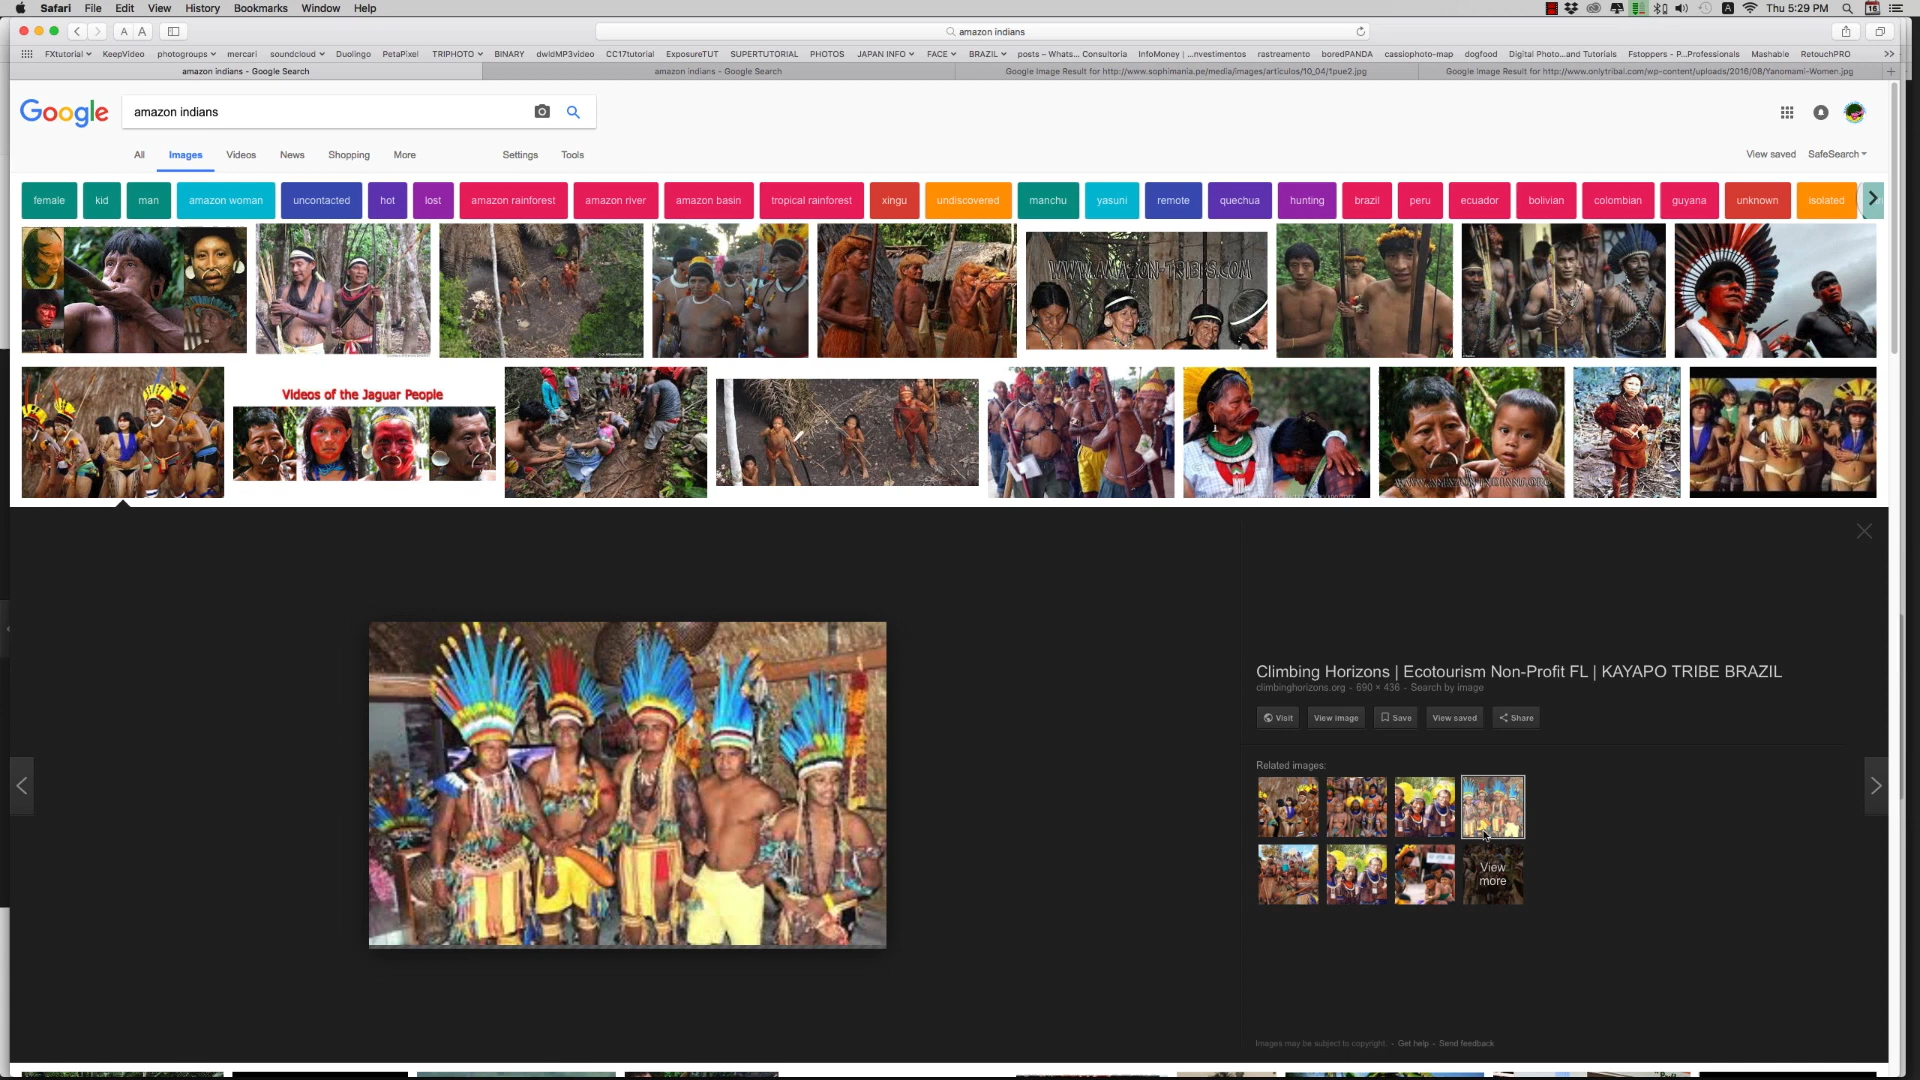 Safari File Edit View History Bookmarks Window Help
Thu 5:29 PM
A A
amazon indians
FXtutorial KeepVideo photogroups mercari soundcloud Duolingo PetaPixel TRIPHOTO BINARY dwldMP3video CC17tutorial ExposureTUT SUPERTUTORIAL PHOTOS JAPAN INFO FACE BRAZIL posts – Whats... Consultoria InfoMoney | ...nvestimentos rastreamento boredPANDA cassiophoto-map dogfood Digital Photo...and Tutorials Fstoppers - P...Professionals Mashable RetouchPRO
amazon indians - Google Search
amazon indians - Google Search
Google Image Result for http://www.sophimania.pe/media/images/articulos/10_04/1pue2.jpg
Google Image Result for http://www.onlytribal.com/wp-content/uploads/2016/08/Yanomami-Women.jpg
Google
amazon indians
All Images Videos News Shopping More Settings Tools
View saved SafeSearch
female kid man amazon woman uncontacted hot lost amazon rainforest amazon river amazon basin tropical rainforest xingu undiscovered manchu yasuni remote quechua hunting brazil peru ecuador bolivian colombian guyana unknown isolated
WWW.AMAZON-TRIBES.COM
Videos of the Jaguar People
WWW.AMAZON-INDIANS.ORG
Climbing Horizons | Ecotourism Non-Profit FL | KAYAPO TRIBE BRAZIL
climbinghorizons.org - 690 × 436 - Search by image
Visit View image Save View saved Share
Related images:
View
more
Images may be subject to copyright. - Get help - Send feedback